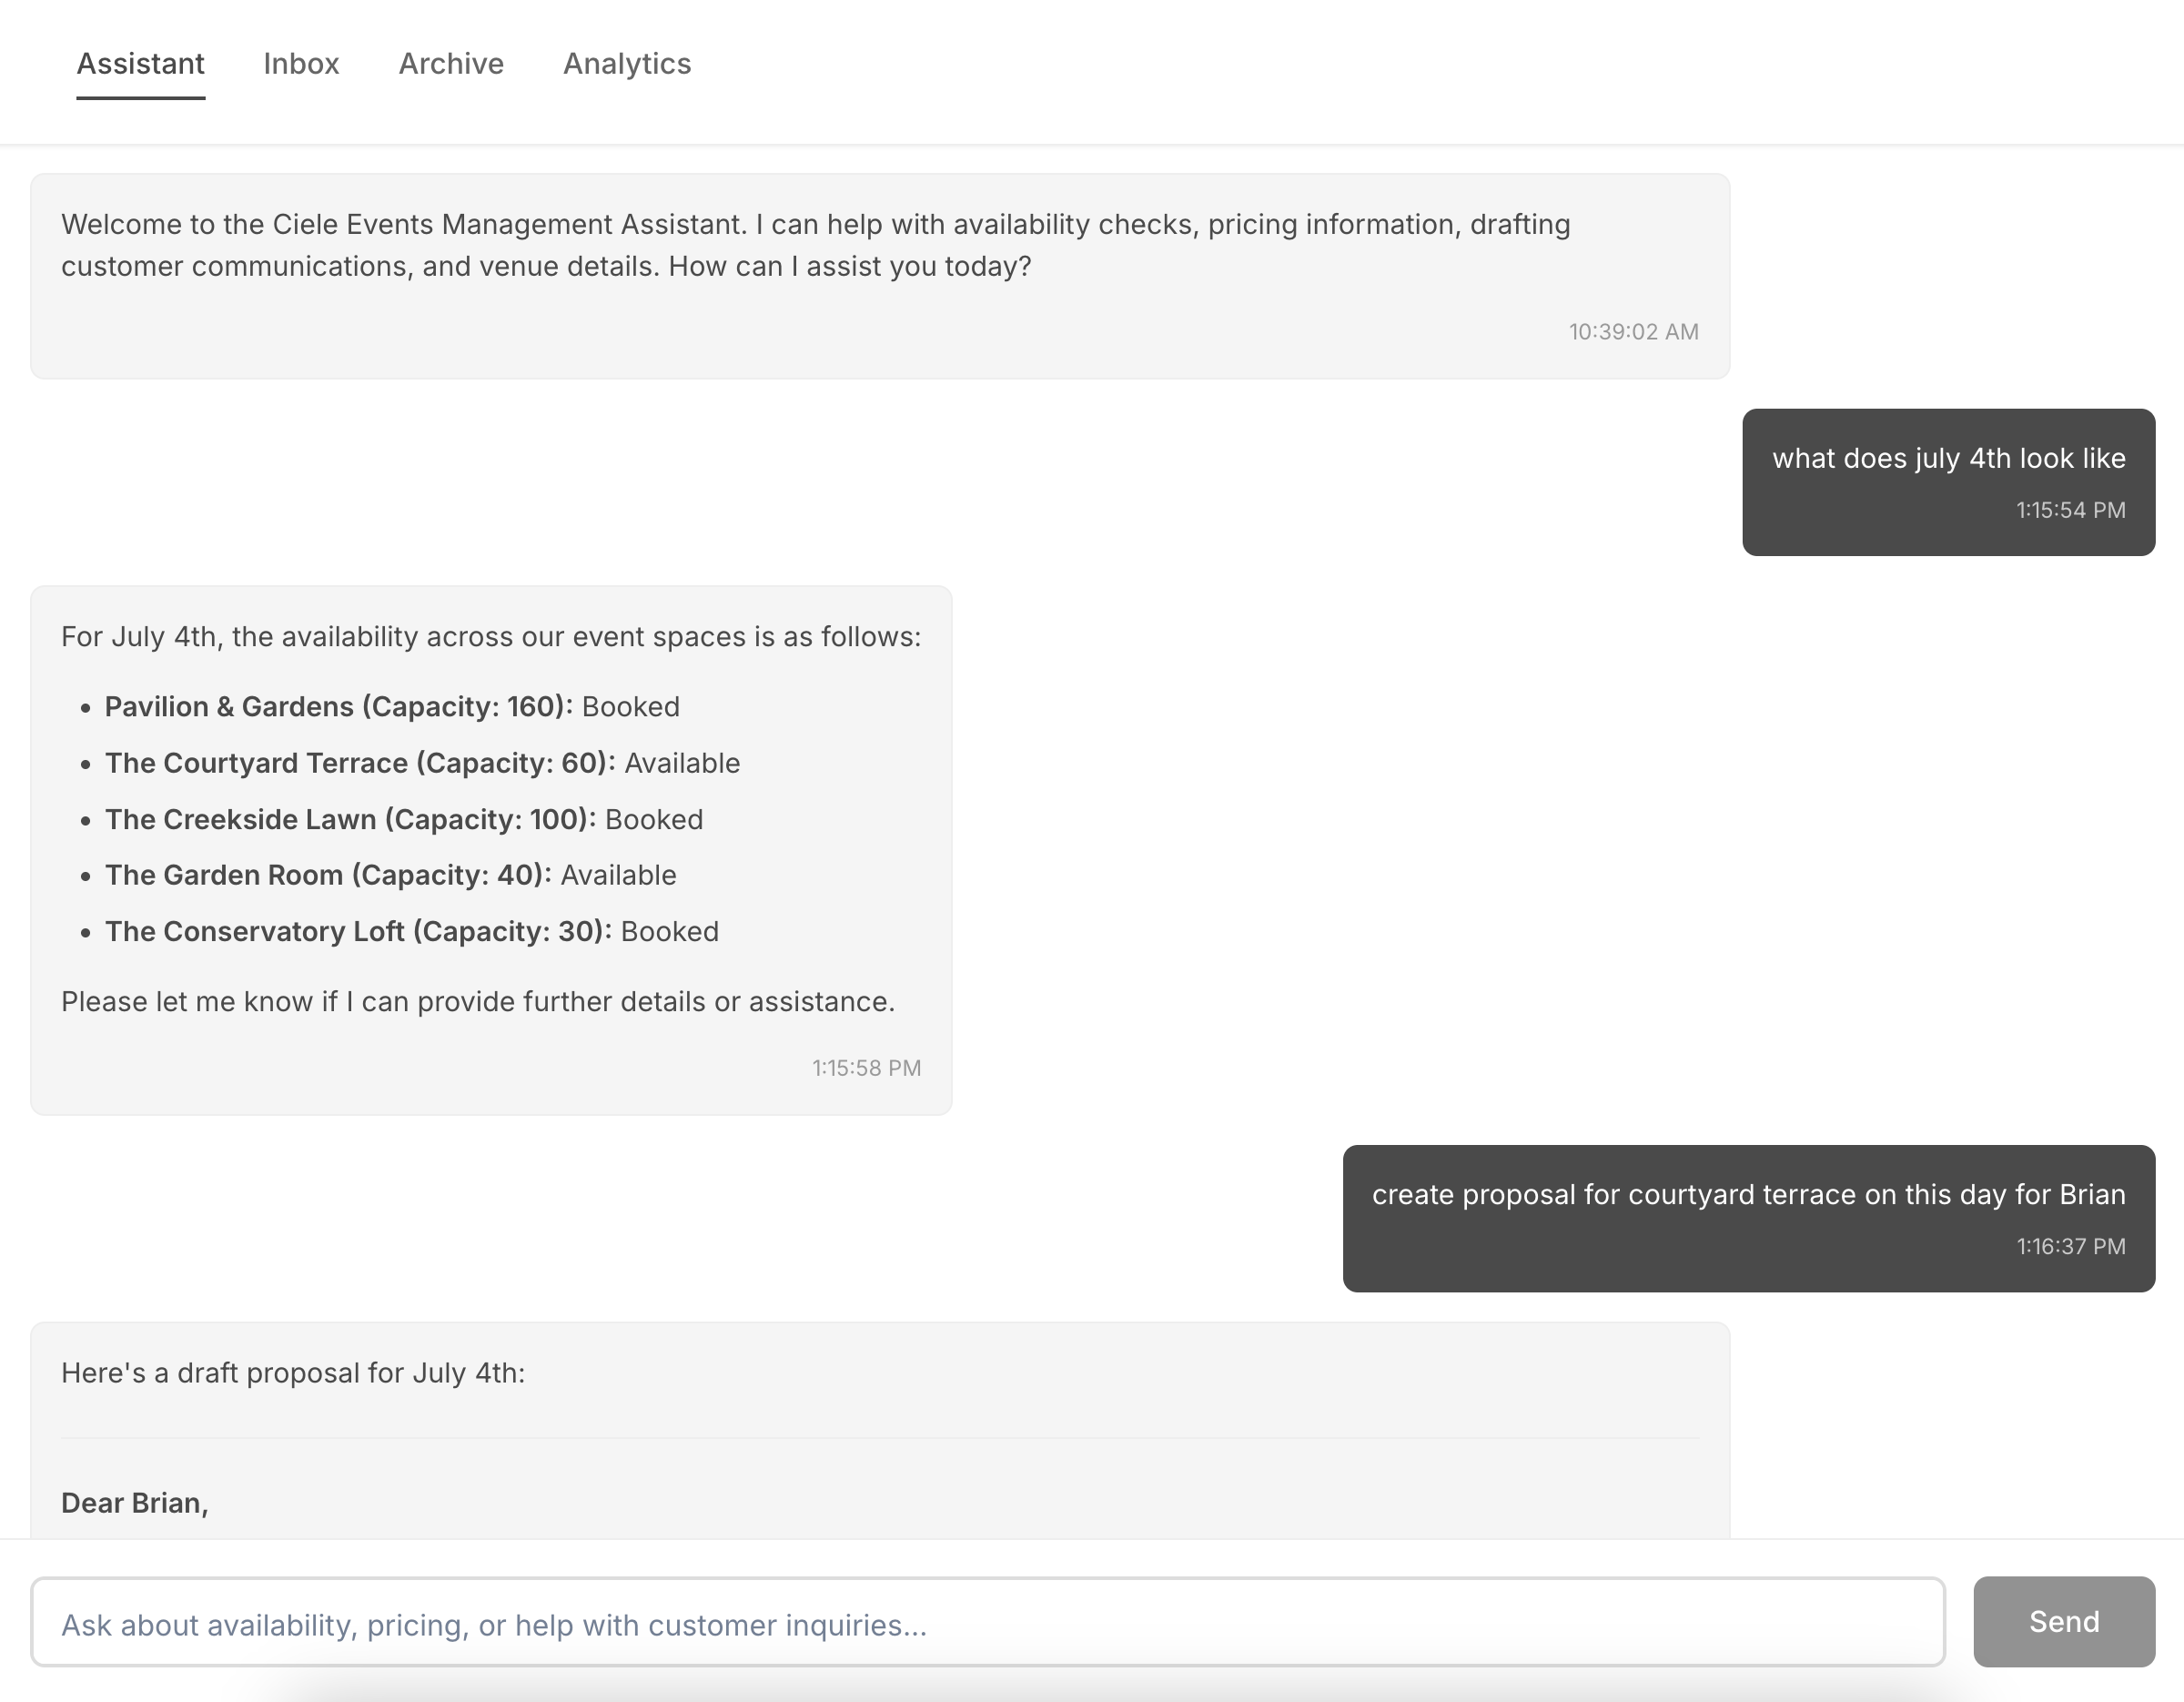 Assistant Inbox Archive Analytics
Welcome to the Ciele Events Management Assistant. I can help with availability checks, pricing information, drafting
customer communications, and venue details. How can I assist you today?
10:39:02 AM
what does july 4th look like
1:15:54 PM
For July 4th, the availability across our event spaces is as follows:
• Pavilion & Gardens (Capacity: 160): Booked
• The Courtyard Terrace (Capacity: 60): Available
• The Creekside Lawn (Capacity: 100): Booked
• The Garden Room (Capacity: 40): Available
• The Conservatory Loft (Capacity: 30): Booked
Please let me know if I can provide further details or assistance.
1:15:58 PM
create proposal for courtyard terrace on this day for Brian
1:16:37 PM
Here's a draft proposal for July 4th:
Dear Brian,
Ask about availability, pricing, or help with customer inquiries...
Send